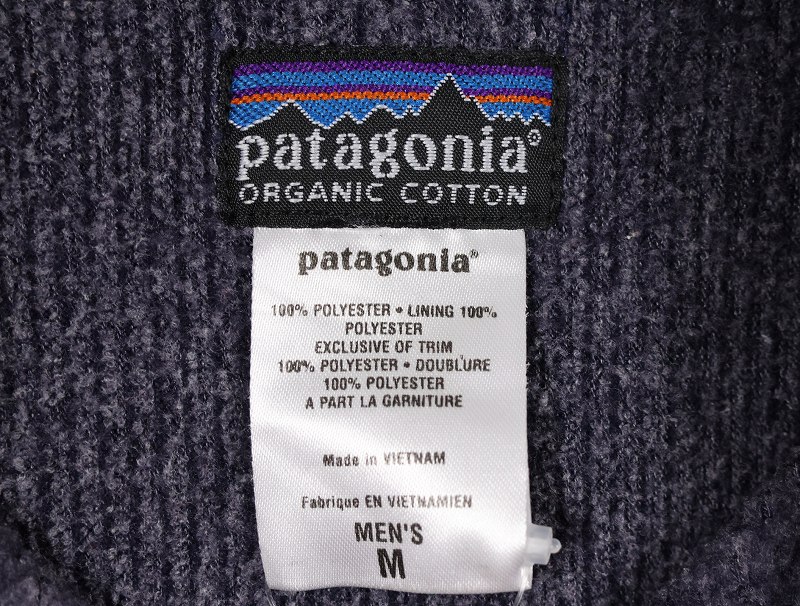 patagonia®
ORGANIC COTTON
patagonia®
100% POLYESTER • LINING 100%
POLYESTER
EXCLUSIVE OF TRIM
100% POLYESTER • DOUBLURE
100% POLYESTER
A PART LA GARNITURE
Made in VIETNAM
Fabrique EN VIETNAMIEN
MEN'S
M